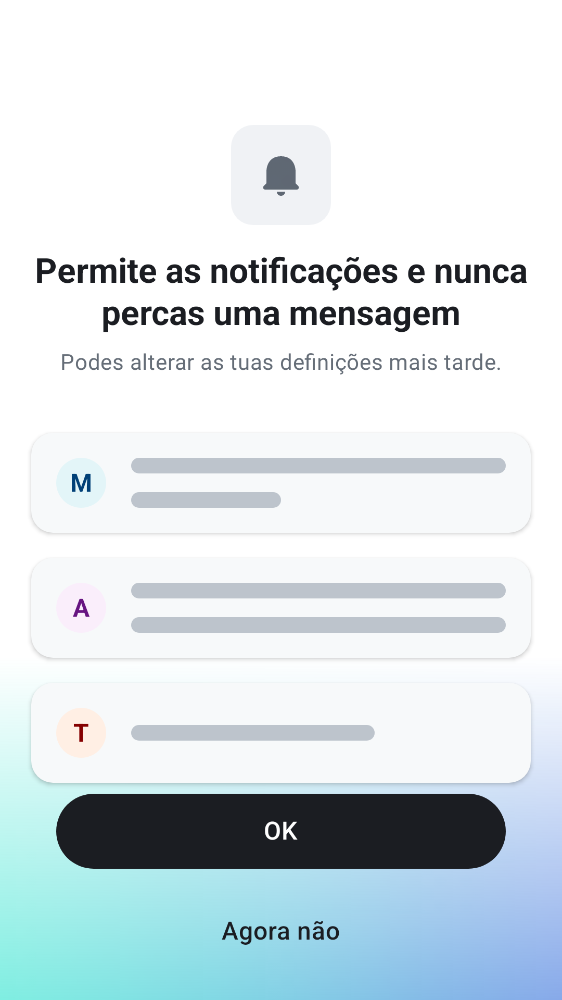 Permite as notificações e nunca
percas uma mensagem
Podes alterar as tuas definições mais tarde.
M
A
T
OK
Agora não